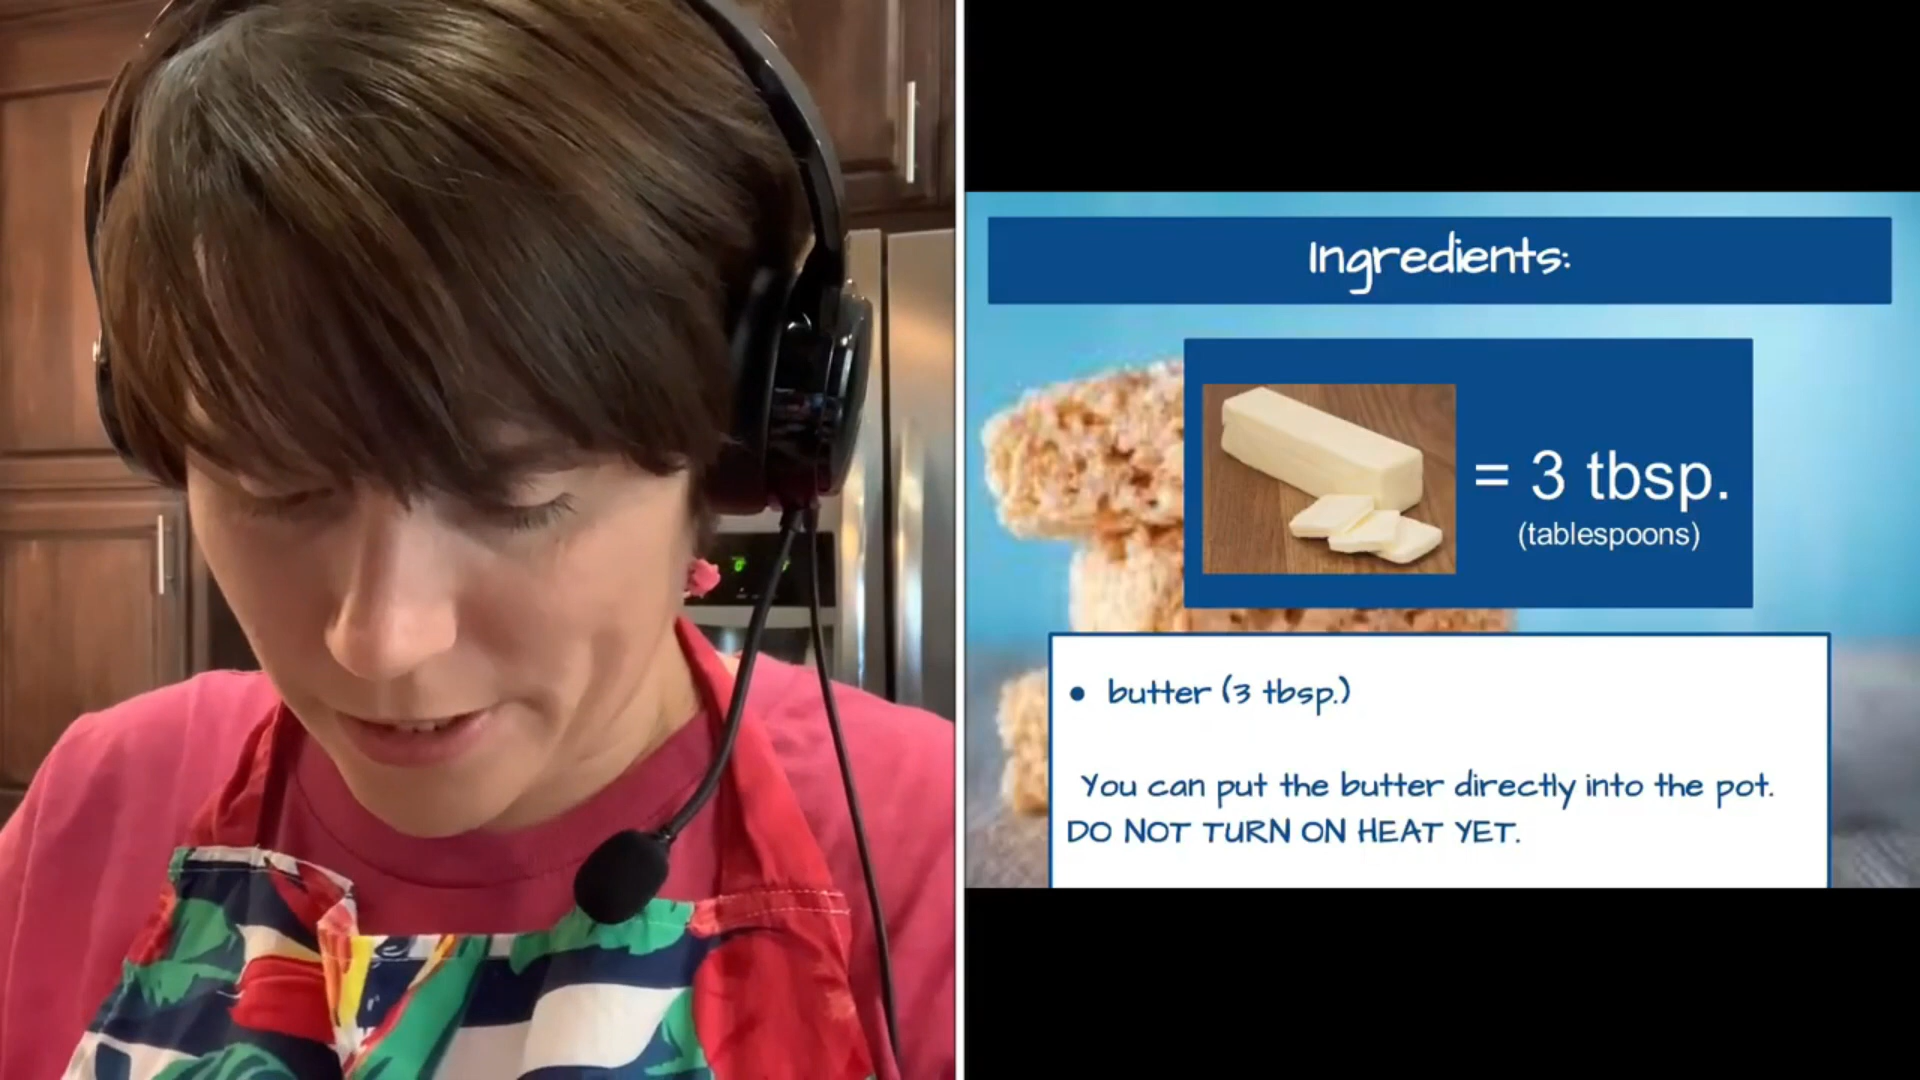 Ingredients:
= 3 tbsp.
(tablespoons)
• butter (3 tbsp.)
You can put the butter directly into the pot.
DO NOT TURN ON HEAT YET.